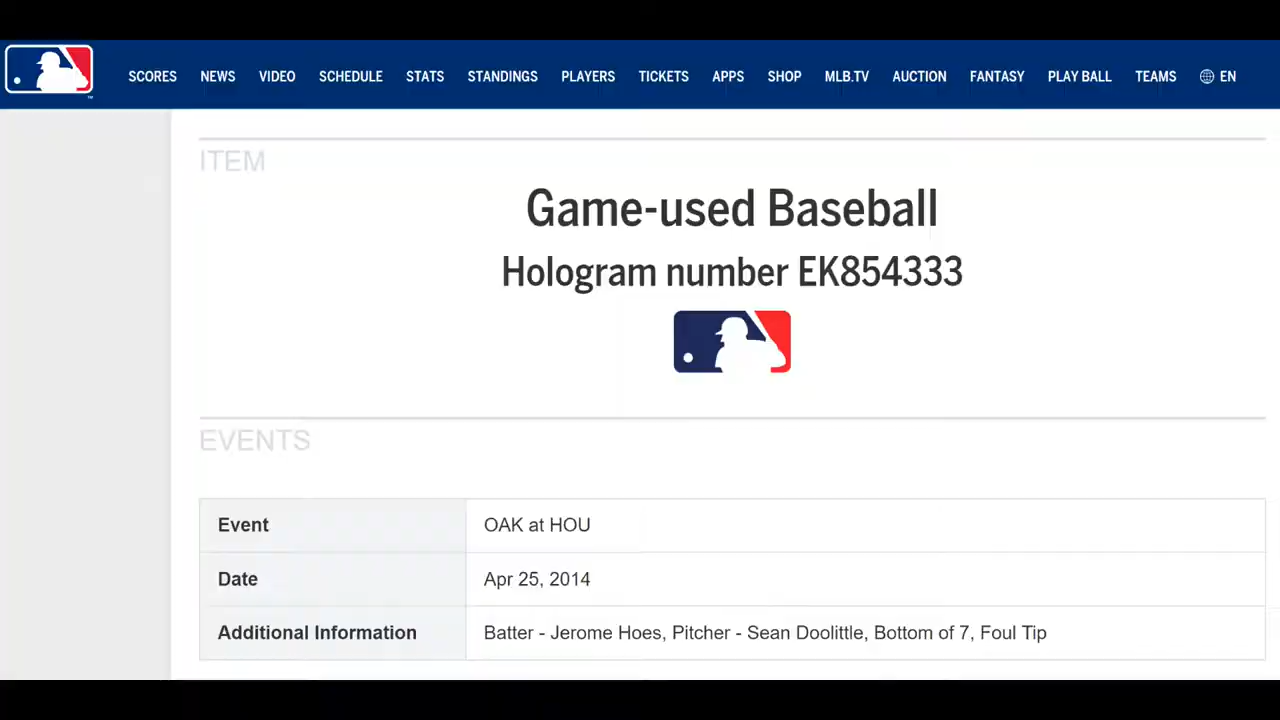 SCORES NEWS VIDEO SCHEDULE STATS STANDINGS PLAYERS TICKETS APPS SHOP MLB.TV AUCTION FANTASY PLAY BALL TEAMS EN
ITEM
Game-used Baseball
Hologram number EK854333
EVENTS
Event OAK at HOU
Date Apr 25, 2014
Additional Information Batter - Jerome Hoes, Pitcher - Sean Doolittle, Bottom of 7, Foul Tip